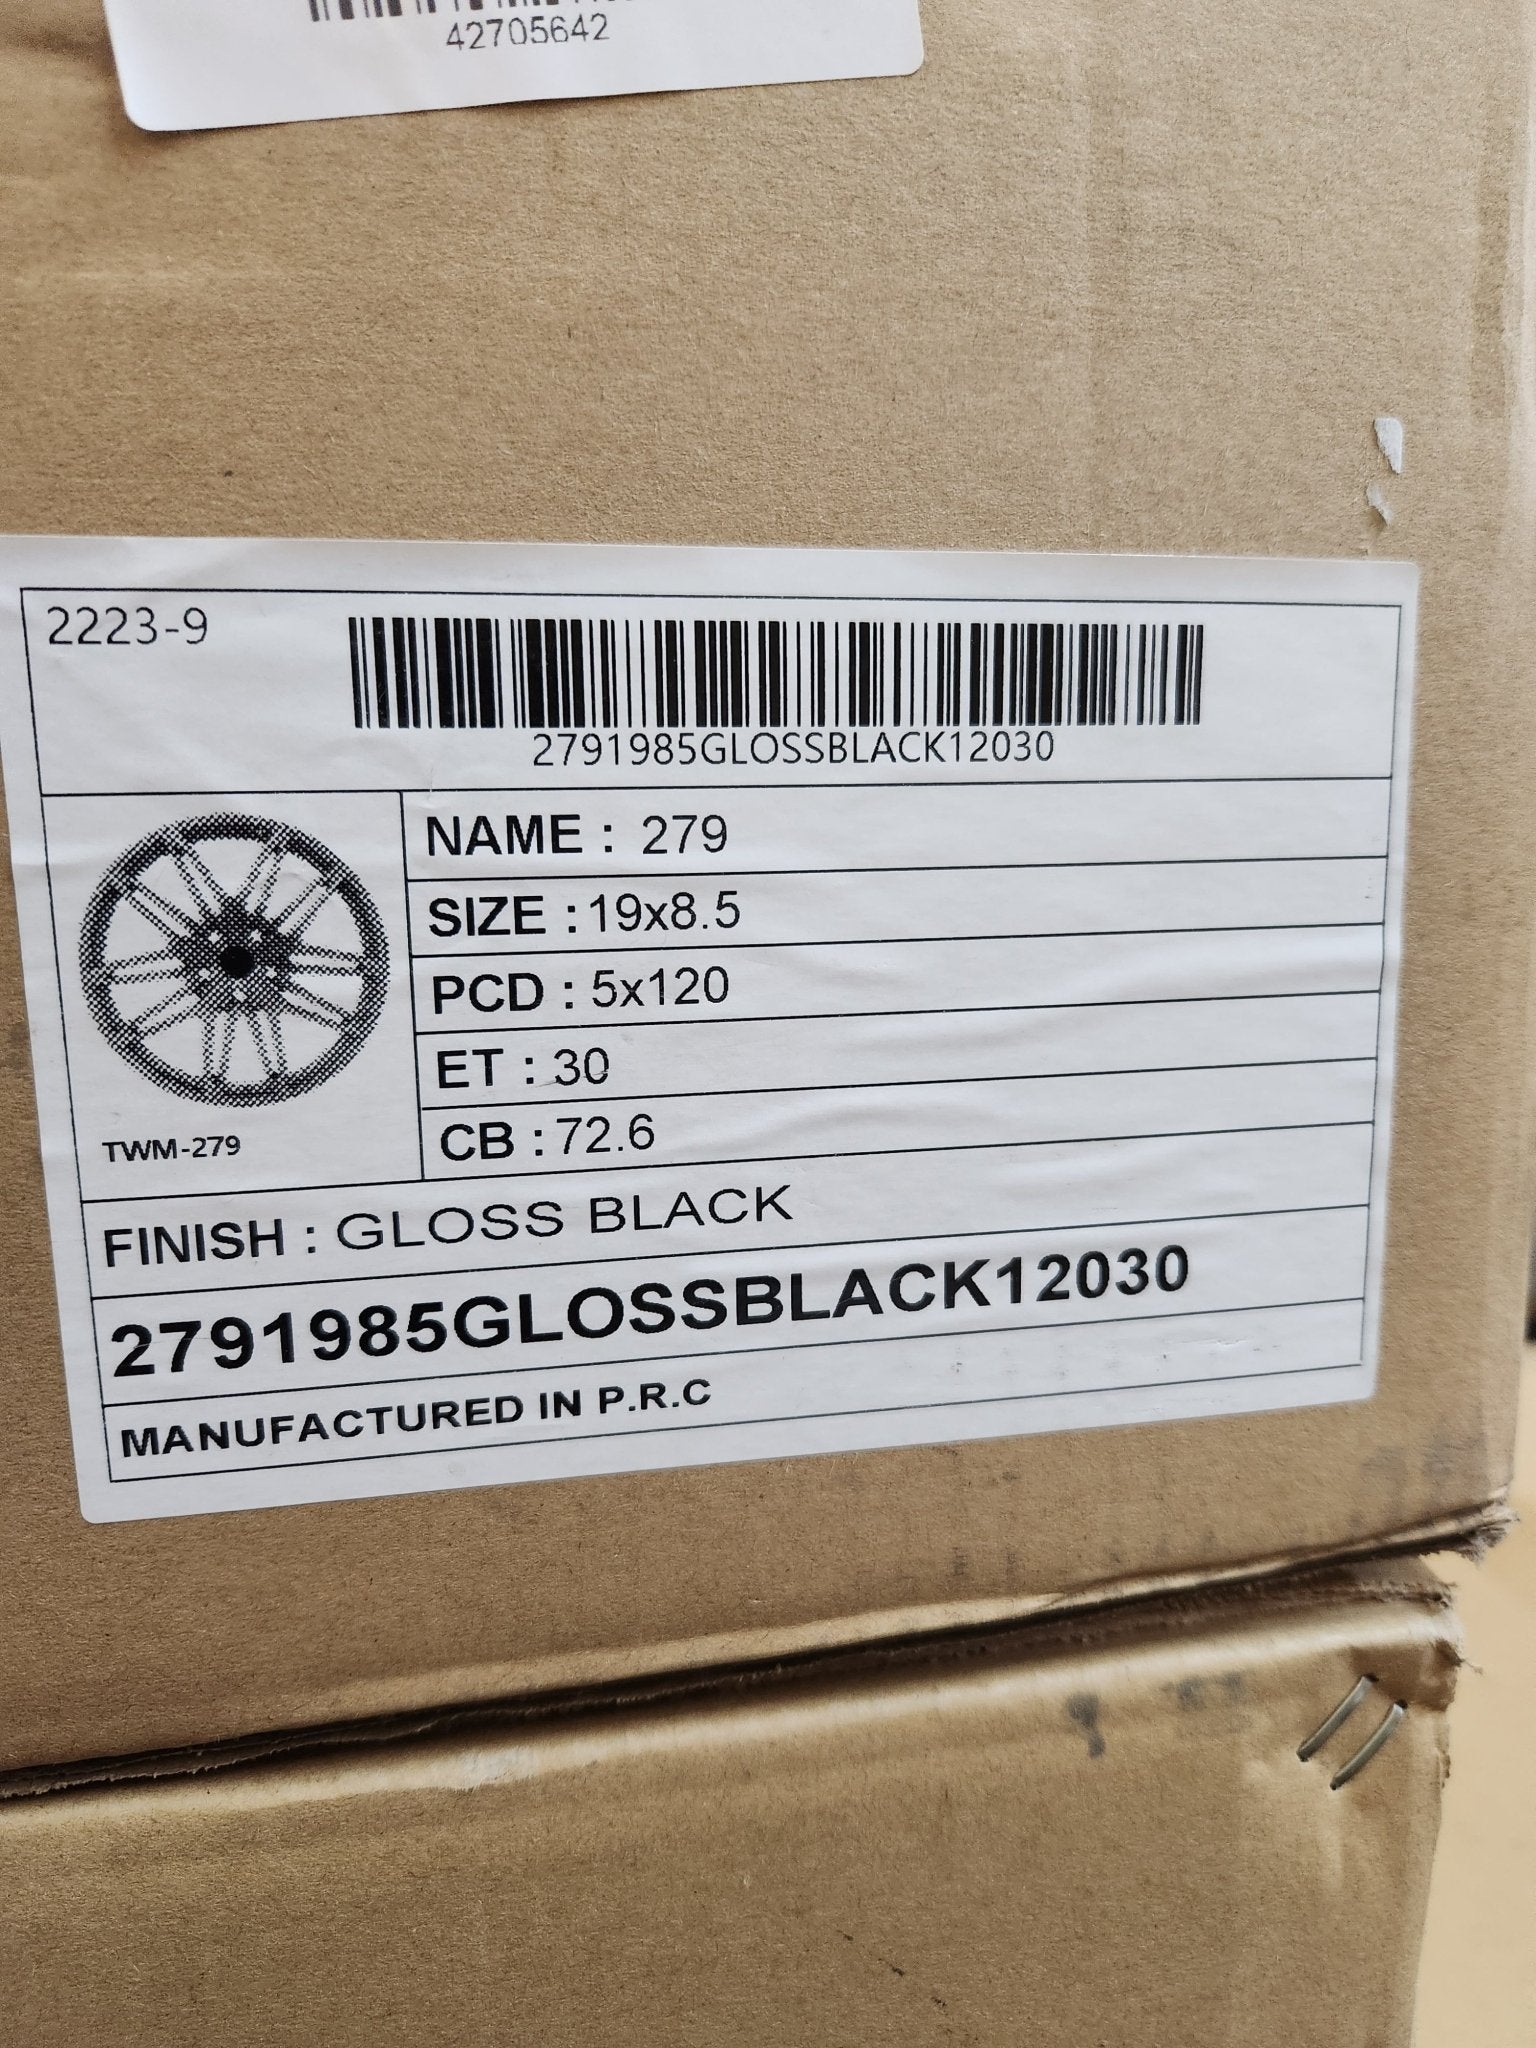 42705642
2223-9
2791985GLOSSBLACK12030
NAME : 279
SIZE : 19x8.5
PCD : 5x120
ET : 30
CB : 72.6
TWM-279
FINISH : GLOSS BLACK
2791985GLOSSBLACK12030
MANUFACTURED IN P.R.C